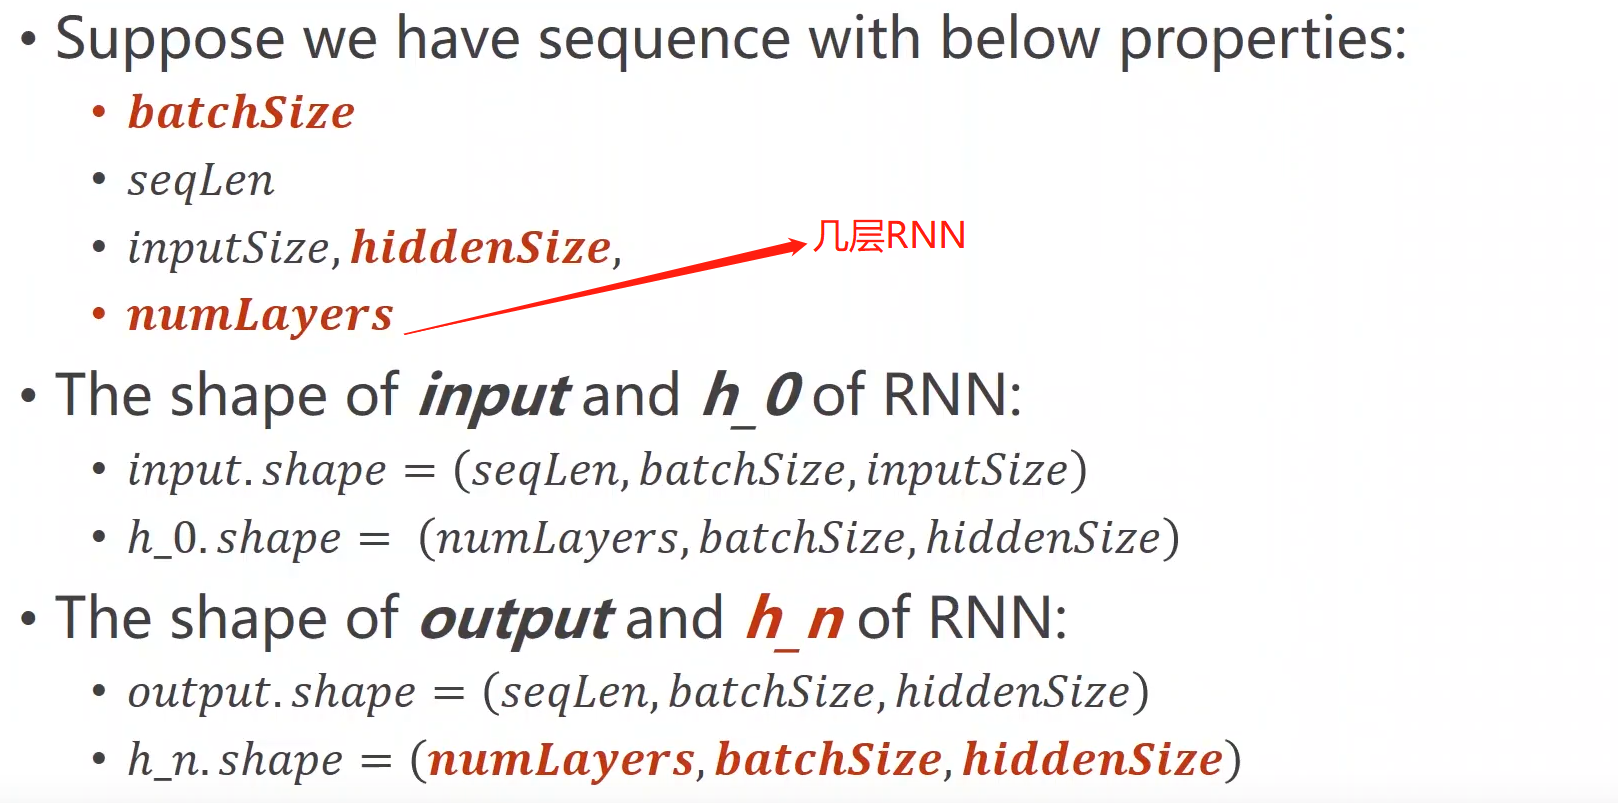 • Suppose we have sequence with below properties:
• batchSize
• seqLen
• inputSize, hiddenSize,
几层RNN
• numLayers
• The shape of input and h_0 of RNN:
• input.shape = (seqLen, batchSize, inputSize)
• h_0.shape = (numLayers, batchSize, hiddenSize)
• The shape of output and h_n of RNN:
• output.shape = (seqLen, batchSize, hiddenSize)
• h_n.shape = (numLayers, batchSize, hiddenSize)